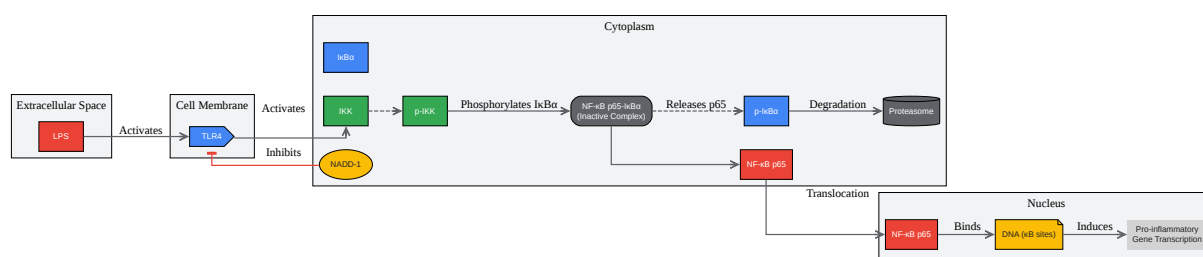 Cytoplasm
IκBα
Extracellular Space
LPS
Activates
Cell Membrane
TLR4
Activates
Inhibits
IKK
p-IKK
Phosphorylates IκBα
NF-κB p65-IκBα
(Inactive Complex)
Releases p65
p-IκBα
Degradation
Proteasome
NADD-1
NF-κB p65
Translocation
Nucleus
NF-κB p65
Binds
DNA (κB sites)
Induces
Pro-inflammatory
Gene Transcription